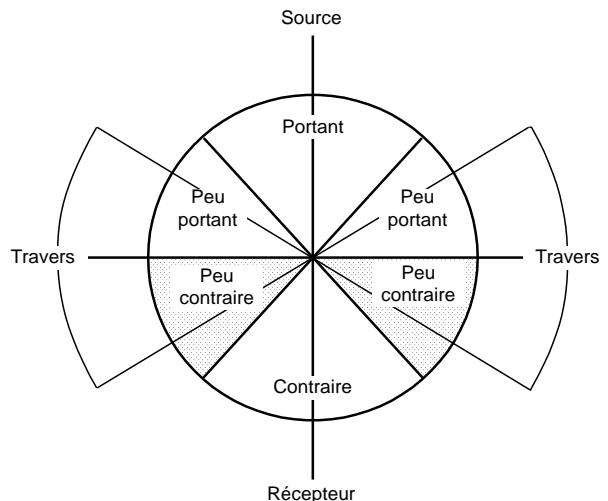 Source
Portant
Peu
portant
Peu
portant
Travers
Travers
Peu
contraire
Peu
contraire
Contraire
Récepteur